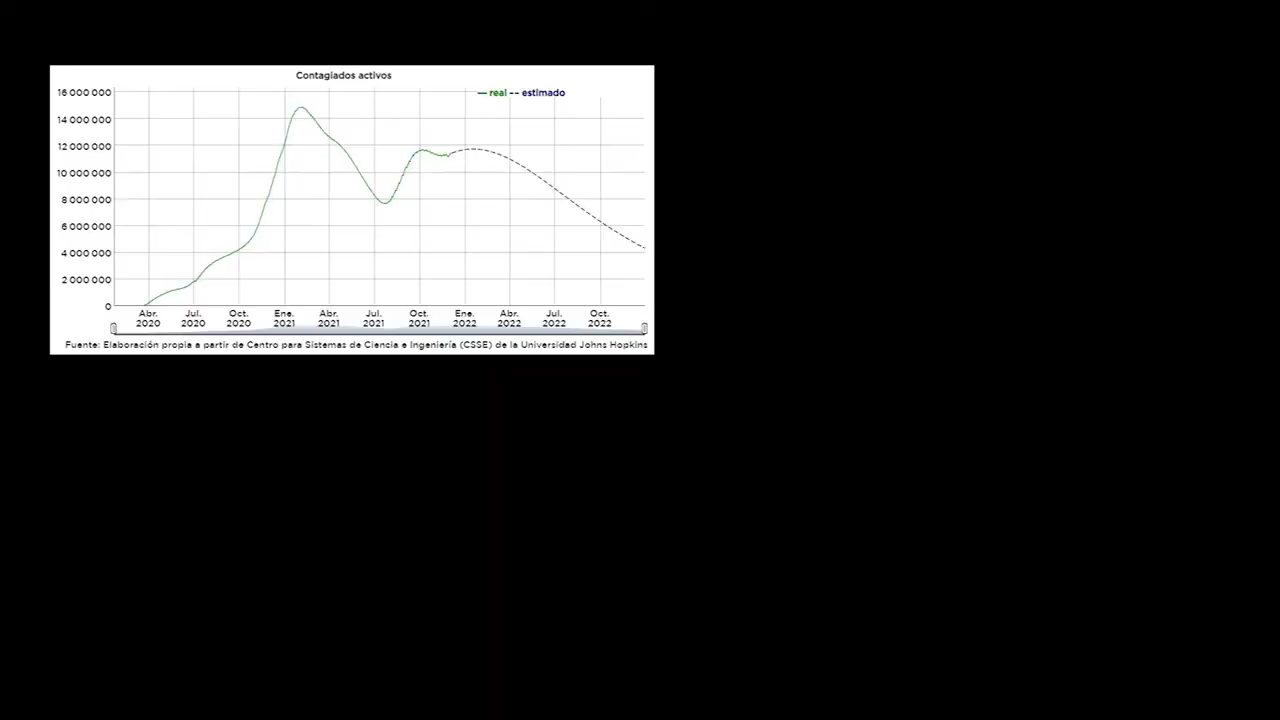 Contagiados activos
real estimado
16 000 000
14 000 000
12 000 000
10 000 000
8 000 000
6 000 000
4 000 000
2 000 000
0
Abr. Jul. Oct. Ene. Abr. Jul. Oct. Ene. Abr. Jul. Oct.
2020 2020 2020 2021 2021 2021 2021 2022 2022 2022 2022
Fuente: Elaboración propia a partir de Centro para Sistemas de Ciencia e Ingeniería (CSSE) de la Universidad Johns Hopkins